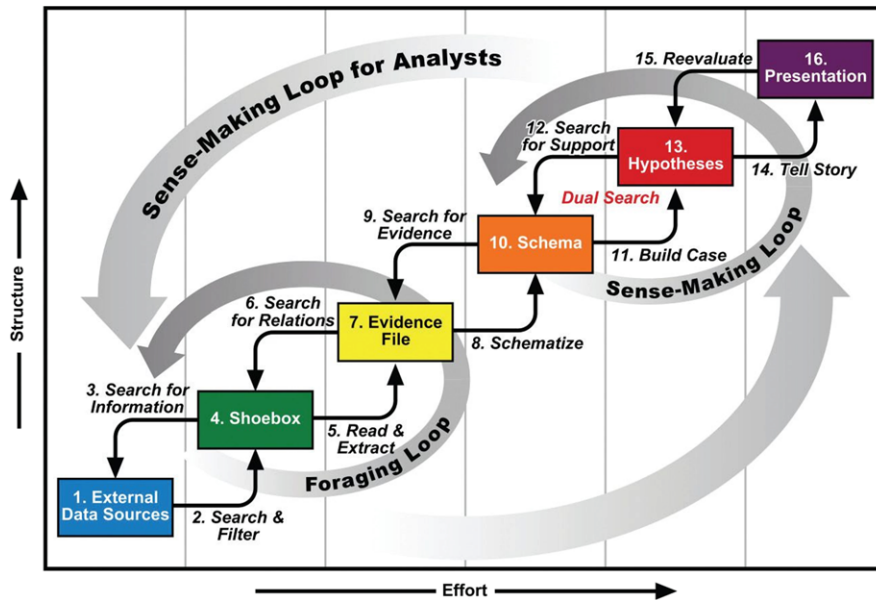 Sense-Making Loop for Analysts
15. Reevaluate
16.
Presentation
12. Search
for Support
13.
Hypotheses
14. Tell Story
Dual Search
9. Search for
Evidence
10. Schema
11. Build Case
Sense-Making Loop
6. Search
for Relations
7. Evidence
File
8. Schematize
3. Search for
Information
4. Shoebox
5. Read &
Extract
Foraging Loop
1. External
Data Sources
2. Search &
Filter
Structure
Effort